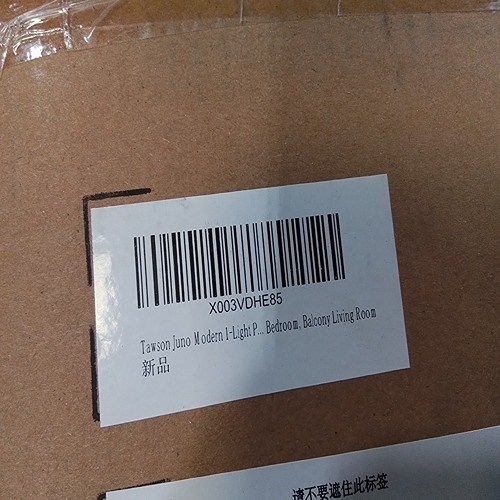 X003VDHE85
Tawson Juno Modern 1-Light P... Bedroom, Balcony Living Room
新品
请不要遮住此标签